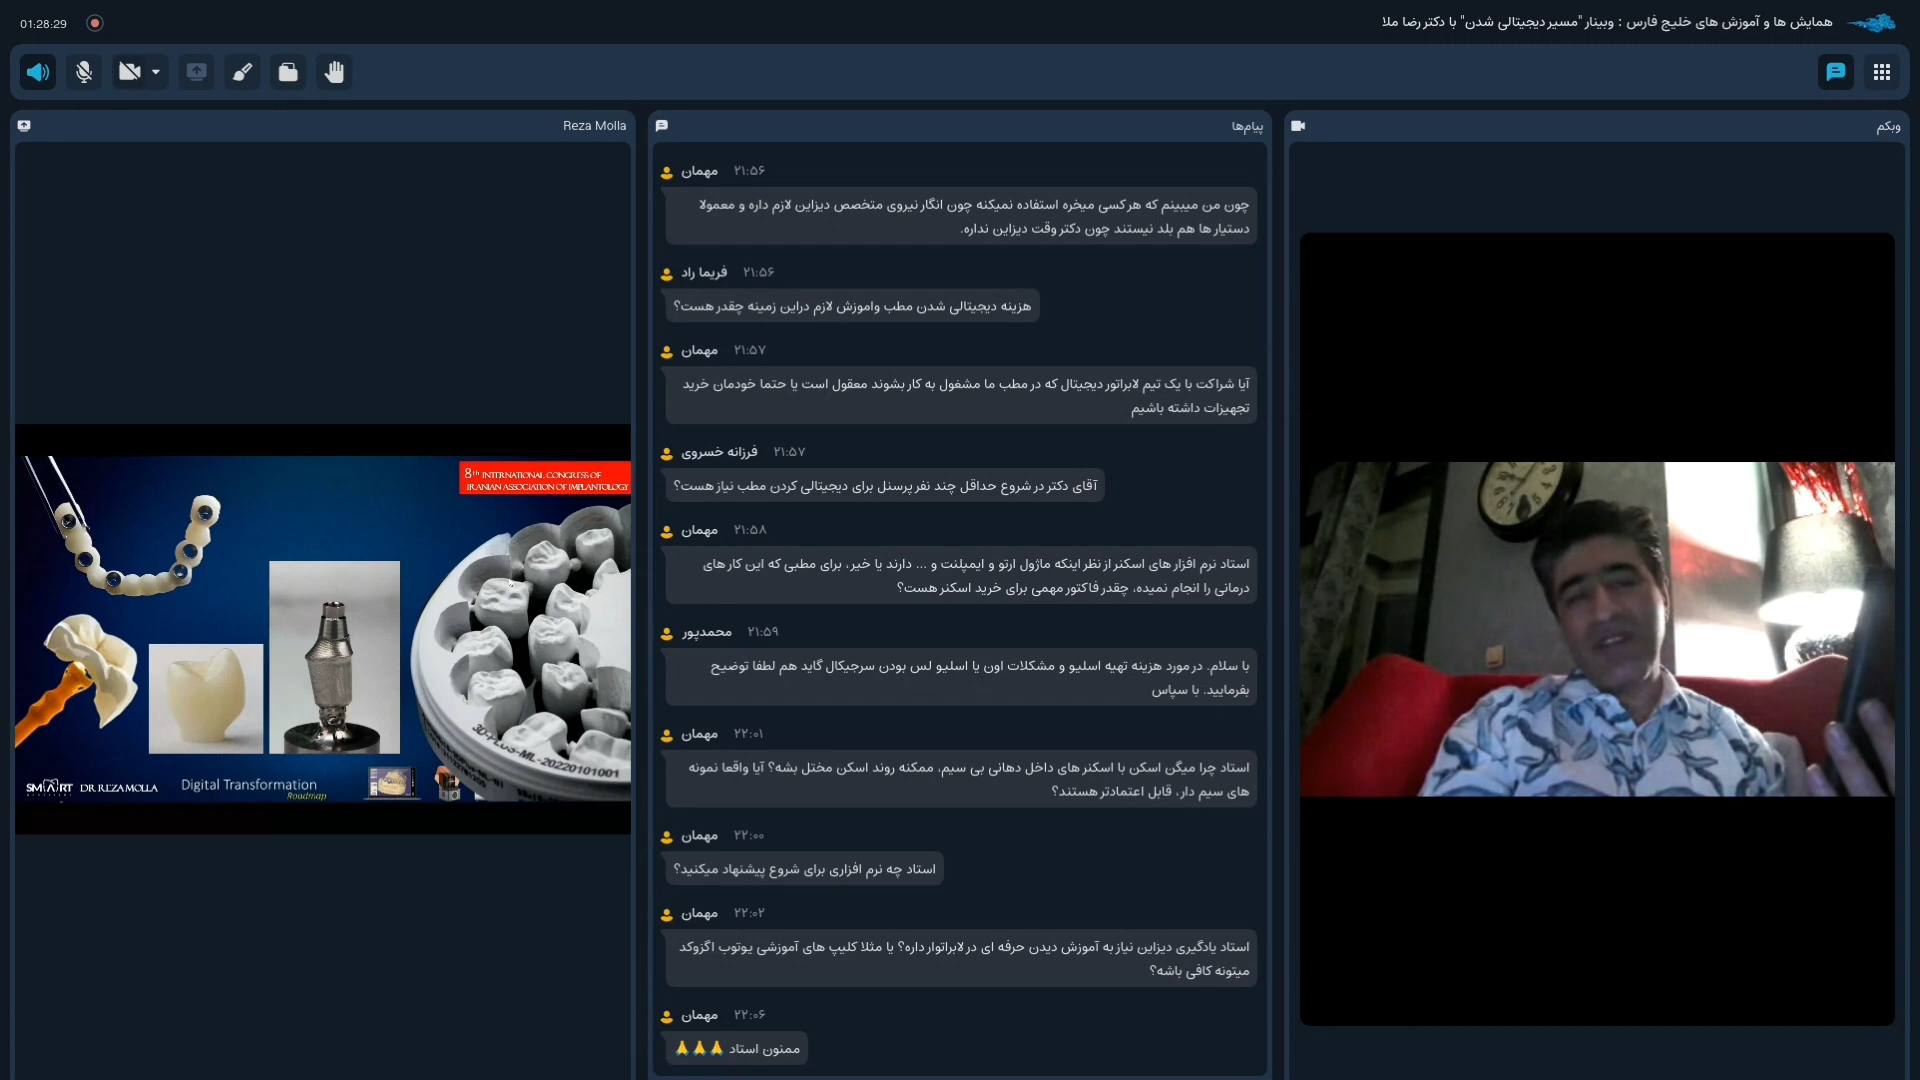 01:28:29
همایش ها و آموزش های خلیج فارس : وبینار "مسیر دیجیتالی شدن" با دکتر رضا ملا
Reza Molla
8th INTERNATIONAL CONGRESS OF
IRANIAN ASSOCIATION OF IMPLANTOLOGY
3D PLUS-ML-20220101001
SMART DR REZA MOLLA
Digital Transformation
Roadmap
پیام‌ها
مهمان ۲۱:۵۶
چون من میبینم که هرکسی میخره استفاده نمیکنه چون انگار نیروی متخصص دیزاین لازم داره و معمولا
دستیار ها هم بلد نیستند چون دکتر وقت دیزاین نداره.
فریما راد ۲۱:۵۶
هزینه دیجیتالی شدن مطب واموزش لازم دراین زمینه چقدر هست؟
مهمان ۲۱:۵۷
آیا شراکت با یک تیم لابراتور دیجیتال که در مطب ما مشغول به کار بشوند معقول است یا حتما خودمان خرید
تجهیزات داشته باشیم
فرزانه خسروی ۲۱:۵۷
آقای دکتر در شروع حداقل چند نفر پرسنل برای دیجیتالی کردن مطب نیاز هست؟
مهمان ۲۱:۵۸
استاد نرم افزار های اسکنر از نظر اینکه ماژول ارتو و ایمپلنت و ... دارند یا خیر، برای مطبی که این کار های
درمانی را انجام نمیده، چقدر فاکتور مهمی برای خرید اسکنر هست؟
محمدپور ۲۱:۵۹
با سلام. در مورد هزینه تهیه اسلیو و مشکلات اون یا اسلیو لس بودن سرجیکال گاید هم لطفا توضیح
بفرمایید. با سپاس
مهمان ۲۲:۰۱
استاد چرا میگن اسکن با اسکنر های داخل دهانی بی سیم، ممکنه روند اسکن مختل بشه؟ آیا واقعا نمونه
های سیم دار، قابل اعتمادتر هستند؟
مهمان ۲۲:۰۰
استاد چه نرم افزاری برای شروع پیشنهاد میکنید؟
مهمان ۲۲:۰۲
استاد یادگیری دیزاین نیاز به آموزش دیدن حرفه ای در لابراتوار داره؟ یا مثلا کلیپ های آموزشی یوتوب اگزوکد
میتونه کافی باشه؟
مهمان ۲۲:۰۶
ممنون استاد 🙏🙏🙏
وبکم